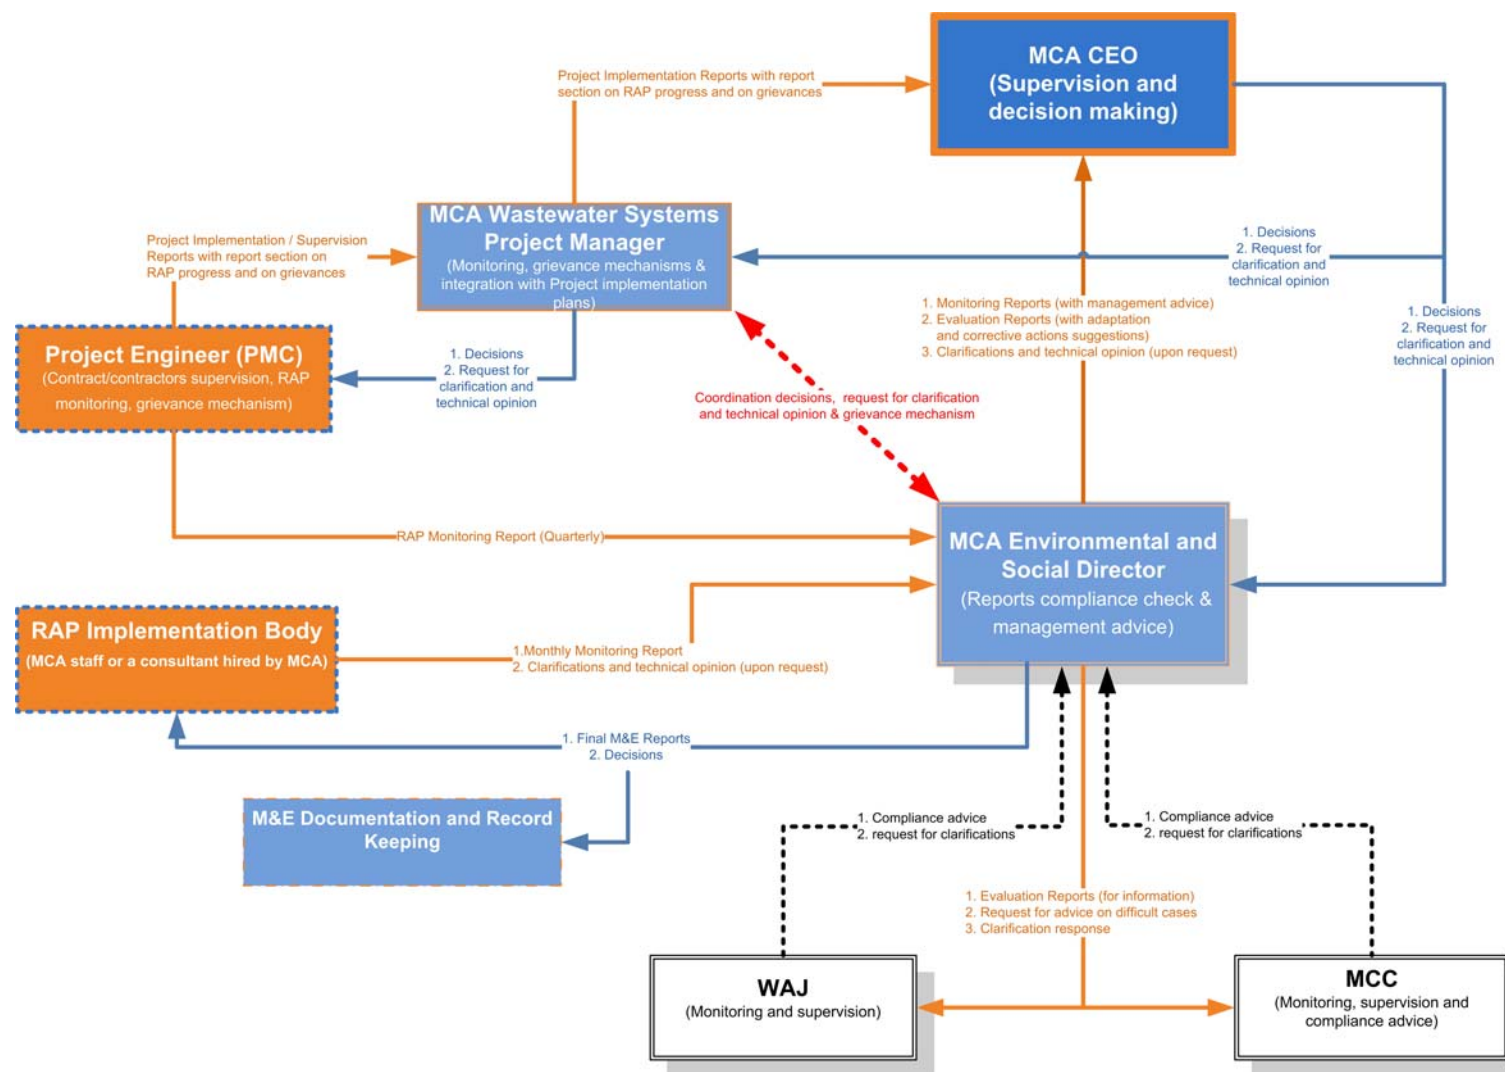 MCA CEO
(Supervision and
decision making)
Project Implementation Reports with report
section on RAP progress and on grievances
MCA Wastewater Systems
Project Manager
(Monitoring, grievance mechanisms &
integration with Project implementation
plans)
Project Implementation / Supervision
Reports with report section on
RAP progress and on grievances
1. Decisions
2. Request for
clarification and
technical opinion
1. Decisions
2. Request for
clarification and
technical opinion
1. Monitoring Reports (with management advice)
2. Evaluation Reports (with adaptation
and corrective actions suggestions)
3. Clarifications and technical opinion (upon request)
Project Engineer (PMC)
(Contract/contractors supervision, RAP
monitoring, grievance mechanism)
1. Decisions
2. Request for
clarification and
technical opinion
Coordination decisions, request for clarification
and technical opinion & grievance mechanism
RAP Monitoring Report (Quarterly)
MCA Environmental and
Social Director
(Reports compliance check &
management advice)
RAP Implementation Body
(MCA staff or a consultant hired by MCA)
1.Monthly Monitoring Report
2. Clarifications and technical opinion (upon request)
1. Final M&E Reports
2. Decisions
M&E Documentation and Record
Keeping
1. Compliance advice
2. request for clarifications
1. Compliance advice
2. request for clarifications
1. Evaluation Reports (for information)
2. Request for advice on difficult cases
3. Clarification response
WAJ
(Monitoring and supervision)
MCC
(Monitoring, supervision and
compliance advice)